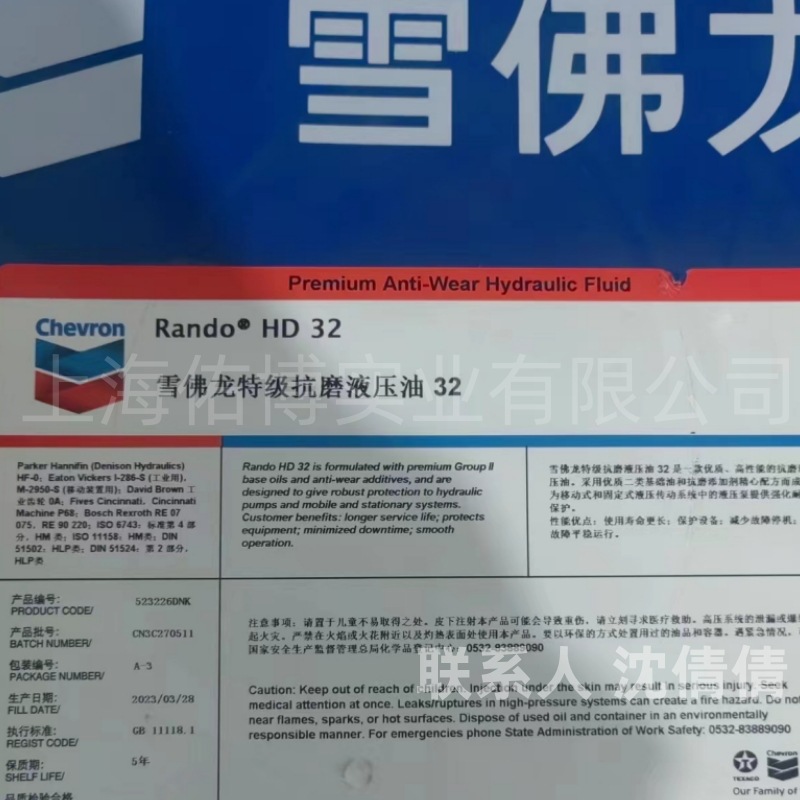 雪佛龙
Premium Anti-Wear Hydraulic Fluid
Chevron
Rando® HD 32
雪佛龙特级抗磨液压油 32
上海佑博实业有限公司
Parker Hannifin (Denison Hydraulics)
HF-0; Eaton Vickers I-286-S (工业用),
M-2950-S (移动装置用); David Brown 工
业齿轮 0A; Fives Cincinnati, Cincinnati
Machine P68; Bosch Rexroth RE 07
075, RE 90 220; ISO 6743: 标准第 4 部
分, HM 类; ISO 11158: HM类; DIN
51502: HLP类; DIN 51524: 第 2 部分,
HLP类
Rando HD 32 is formulated with premium Group II
base oils and anti-wear additives, and are
designed to give robust protection to hydraulic
pumps and mobile and stationary systems.
Customer benefits: longer service life; protects
equipment; minimized downtime; smooth
operation.
雪佛龙特级抗磨液压油 32 是一款优质、高性能的抗磨
压油。采用优质二类基础油和抗磨添加剂精心配方而成
为移动式和固定式液压传动系统中的液压泵提供强化
保护。
性能优点: 使用寿命更长; 保护设备; 减少故障停机;
故障平稳运行。
产品编号:
PRODUCT CODE/
523226DNK
产品批号:
BATCH NUMBER/
CN3C270511
包装编号:
PACKAGE NUMBER/
A-3
生产日期:
FILL DATE/
2023/03/28
执行标准:
REGIST CODE/
GB 11118.1
保质期:
SHELF LIFE/
5年
品质检验合格
注意事项: 请置于儿童不易取得之处。皮下注射本产品可能会导致重伤。请立刻寻求医疗救助。高压系统的泄漏或爆
起火灾。严禁在火焰或火花附近以及灼热表面处使用本产品。要以环保的方式处置用过的油品和容器。遇紧急情况,
国家安全生产监督管理总局化学品登记中心: 0532-83889090
联系人 沈倩倩
Caution: Keep out of reach of children. Injection under the skin may result in serious injury. Seek
medical attention at once. Leaks/ruptures in high-pressure systems can create a fire hazard. Do not
near flames, sparks, or hot surfaces. Dispose of used oil and container in an environmentally
responsible manner. For emergencies phone State Administration of Work Safety: 0532-83889090
TEXACO
Chevron
Our Family of